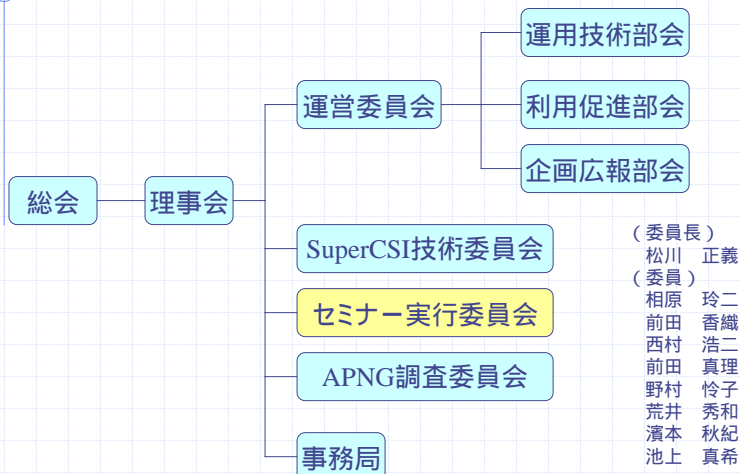 総会
理事会
運営委員会
運用技術部会
利用促進部会
企画広報部会
SuperCSI技術委員会
セミナー実行委員会
APNG調査委員会
事務局
(委員長)
松川　正義
(委員)
相原　玲二
前田　香織
西村　浩二
前田　真理
野村　怜子
荒井　秀和
濱本　秋紀
池上　真希